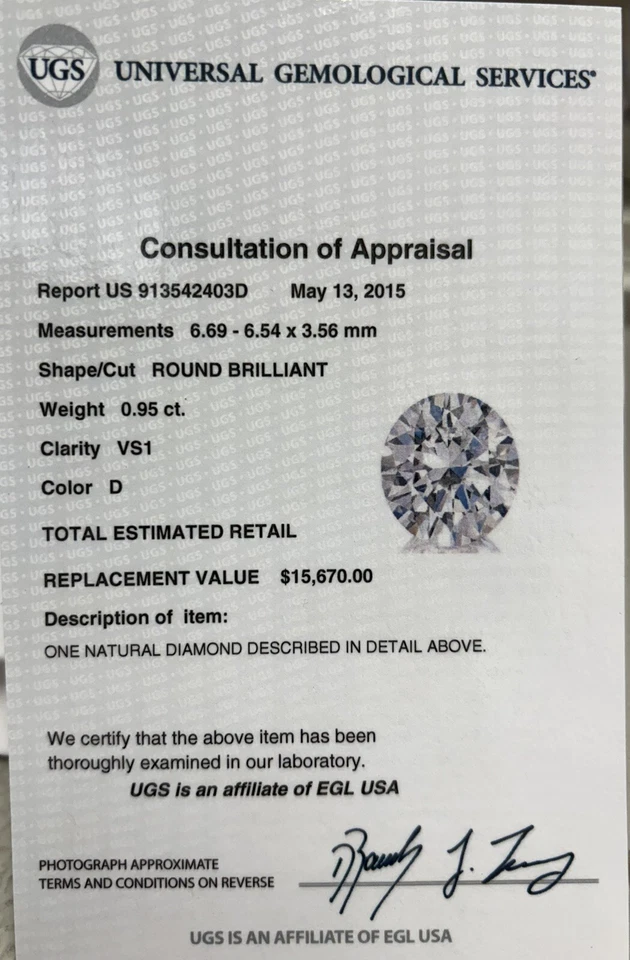 UGS UNIVERSAL GEMOLOGICAL SERVICES®
Consultation of Appraisal
Report US 913542403D May 13, 2015
Measurements 6.69 - 6.54 x 3.56 mm
Shape/Cut ROUND BRILLIANT
Weight 0.95 ct.
Clarity VS1
Color D
TOTAL ESTIMATED RETAIL
REPLACEMENT VALUE $15,670.00
Description of item:
ONE NATURAL DIAMOND DESCRIBED IN DETAIL ABOVE.
We certify that the above item has been
thoroughly examined in our laboratory.
UGS is an affiliate of EGL USA
PHOTOGRAPH APPROXIMATE
TERMS AND CONDITIONS ON REVERSE
UGS IS AN AFFILIATE OF EGL USA